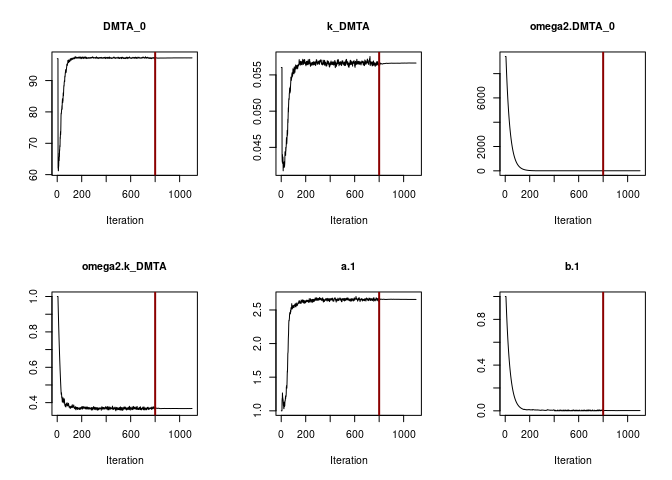 DMTA_0
k_DMTA
omega2.DMTA_0
60 70 80 90
0.045 0.050 0.055
0 2000 6000
0 200 600 1000
0 200 600 1000
0 200 600 1000
Iteration
Iteration
Iteration
omega2.k_DMTA
a.1
b.1
0.4 0.6 0.8 1.0
1.0 1.5 2.0 2.5
0.0 0.4 0.8
0 200 600 1000
0 200 600 1000
0 200 600 1000
Iteration
Iteration
Iteration